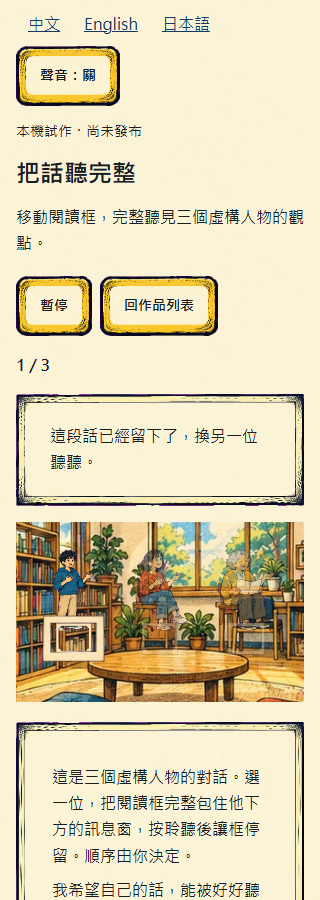 中文 English 日本語
聲音：關
本機試作・尚未發布
把話聽完整
移動閱讀框，完整聽見三個虛構人物的觀
點。
暫停 回作品列表
1 / 3
這段話已經留下了，換另一位
聽聽。
這是三個虛構人物的對話。選
一位，把閱讀框完整包住他下
方的訊息窗，按聆聽後讓框停
留。順序由你決定。
我希望自己的話，能被好好聽